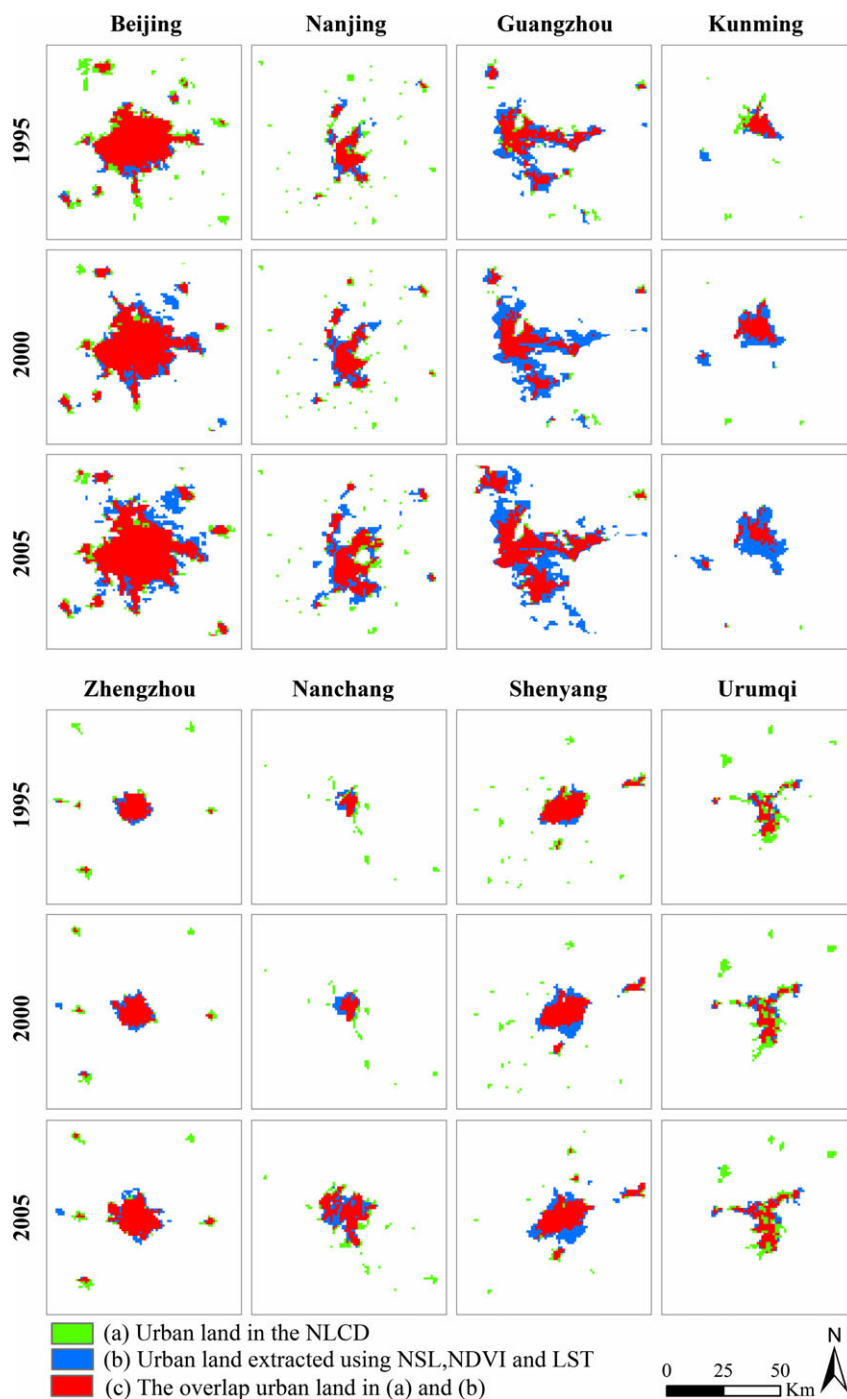 Beijing Nanjing Guangzhou Kunming
1995
2000
2005
Zhengzhou Nanchang Shenyang Urumqi
1995
2000
2005
(a) Urban land in the NLCD
(b) Urban land extracted using NSL,NDVI and LST
(c) The overlap urban land in (a) and (b)
N
0 25 50
Km